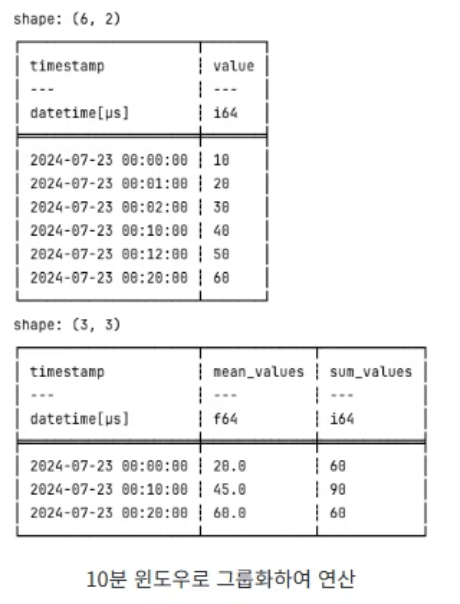 shape: (6, 2)
timestamp value
--- ---
datetime[μs] i64
2024-07-23 00:00:00 10
2024-07-23 00:01:00 20
2024-07-23 00:02:00 30
2024-07-23 00:10:00 40
2024-07-23 00:12:00 50
2024-07-23 00:20:00 60
shape: (3, 3)
timestamp mean_values sum_values
--- --- ---
datetime[μs] f64 i64
2024-07-23 00:00:00 20.0 60
2024-07-23 00:10:00 45.0 90
2024-07-23 00:20:00 60.0 60
10분 윈도우로 그룹화하여 연산